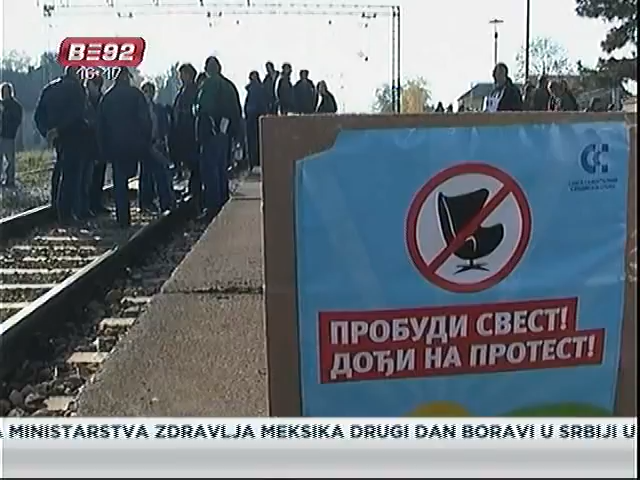 B92
16:17
ПРОБУДИ СВЕСТ!
ДОЂИ НА ПРОТЕСТ!
A MINISTARSTVA ZDRAVLJA MEKSIKA DRUGI DAN BORAVI U SRBIJI U